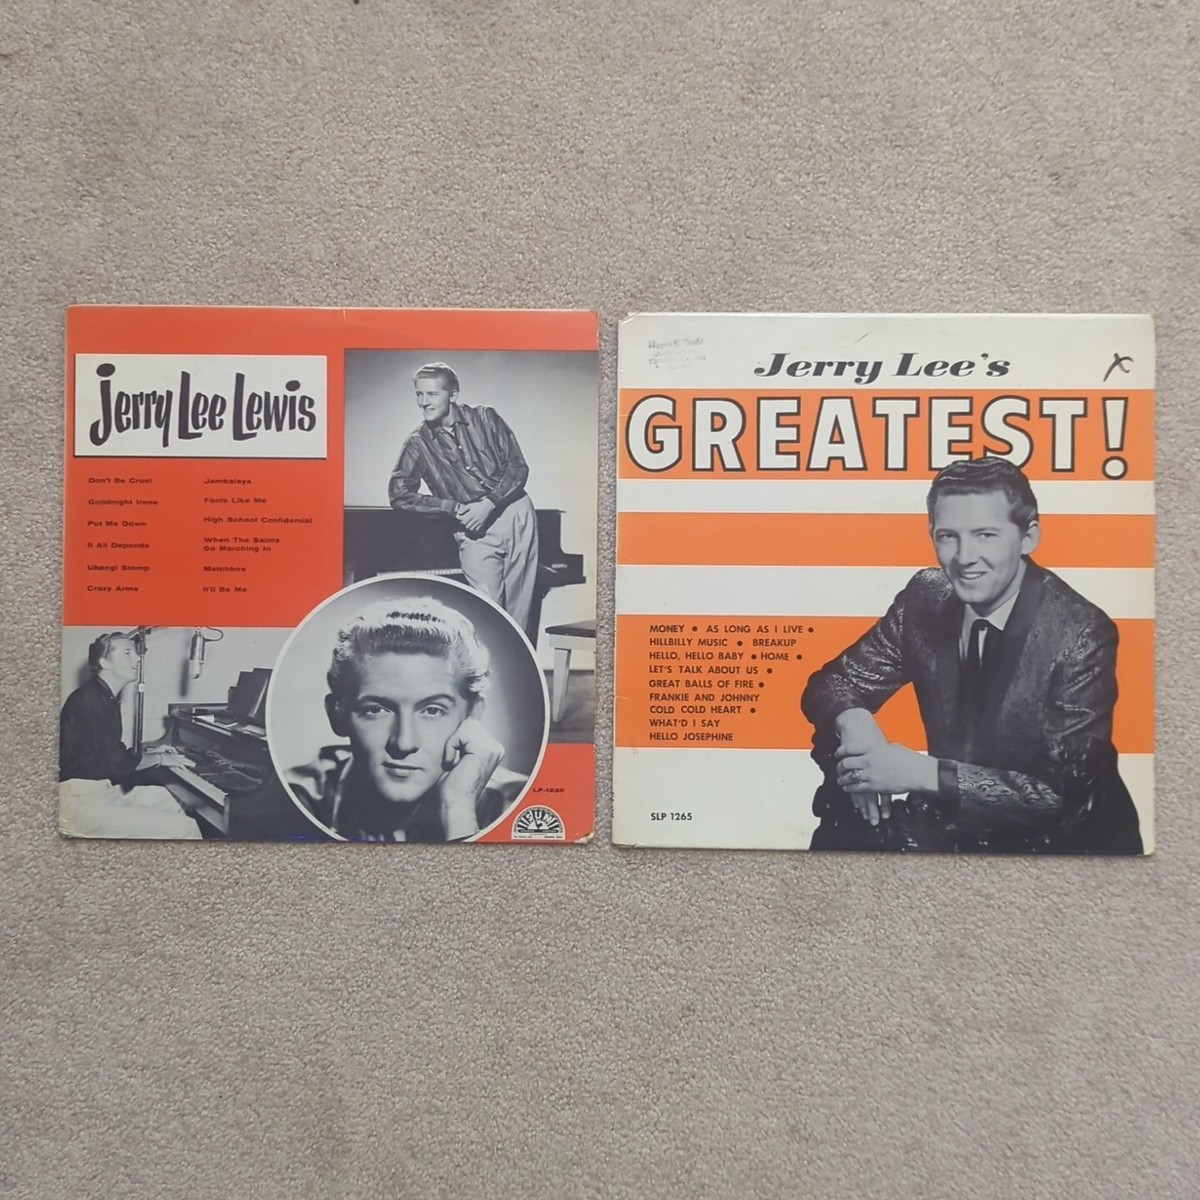 Jerry Lee Lewis
Don't Be Cruel
Goodnight Irene
Put Me Down
It All Depends
Ubangi Stomp
Crazy Arms
Jambalaya
Fools Like Me
High School Confidential
When The Saints
Go Marching In
Matchbox
It'll Be Me
LP-1230
SUN
Jerry Lee's
X
GREATEST!
MONEY • AS LONG AS I LIVE •
HILLBILLY MUSIC • BREAKUP
HELLO, HELLO BABY • HOME •
LET'S TALK ABOUT US •
GREAT BALLS OF FIRE •
FRANKIE AND JOHNNY
COLD COLD HEART •
WHAT'D I SAY
HELLO JOSEPHINE
SLP 1265